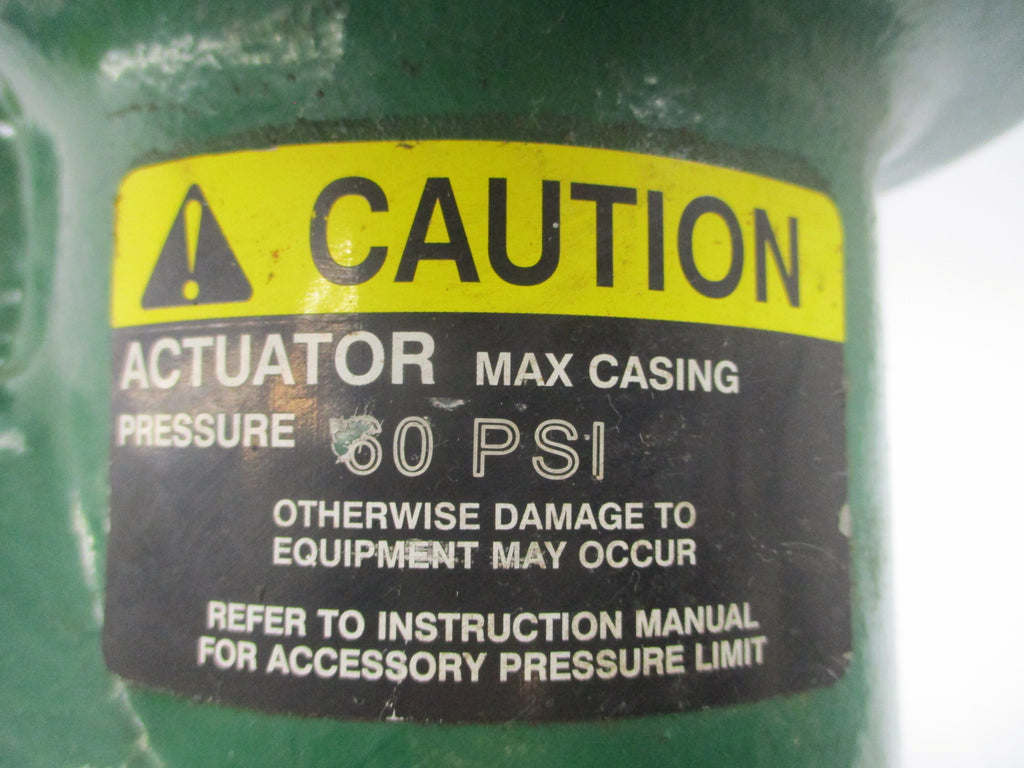 CAUTION
ACTUATOR MAX CASING
PRESSURE 60 PSI
OTHERWISE DAMAGE TO
EQUIPMENT MAY OCCUR
REFER TO INSTRUCTION MANUAL
FOR ACCESSORY PRESSURE LIMIT